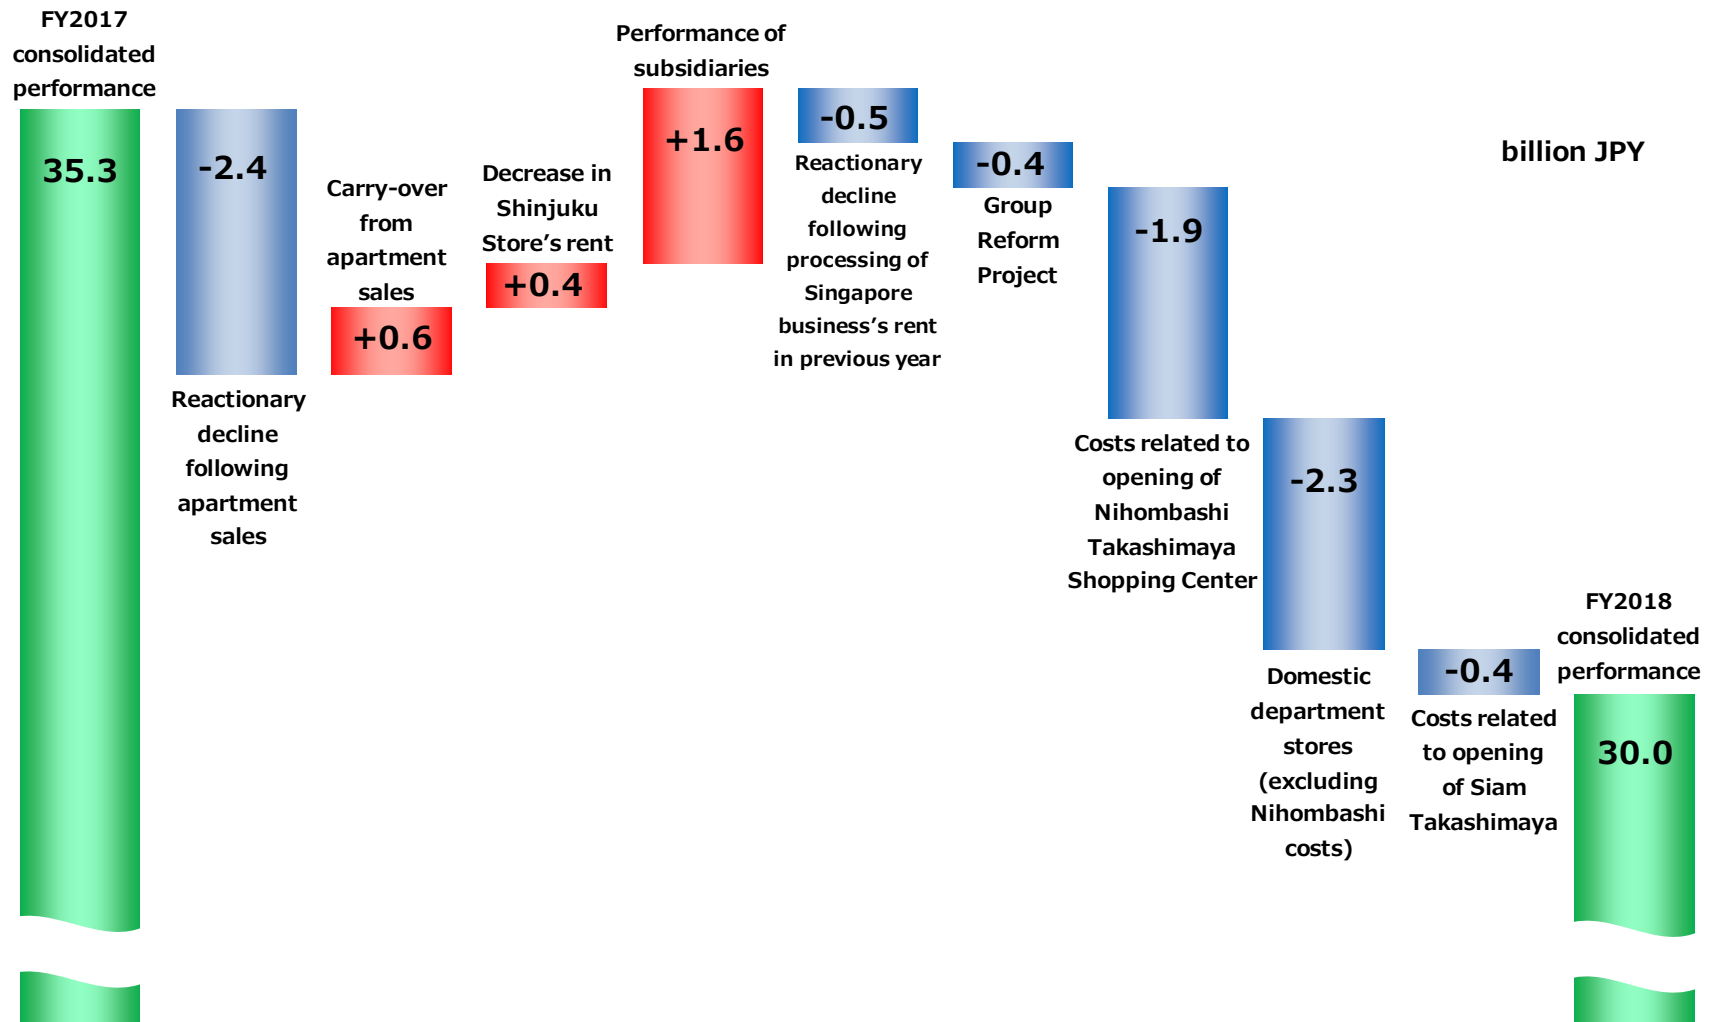 FY2017
consolidated
performance
35.3
-2.4
Reactionary
decline
following
apartment
sales
Carry-over
from
apartment
sales
+0.6
Decrease in
Shinjuku
Store’s rent
+0.4
Performance of
subsidiaries
+1.6
-0.5
Reactionary
decline
following
processing of
Singapore
business’s rent
in previous year
-0.4
Group
Reform
Project
-1.9
Costs related to
opening of
Nihombashi
Takashimaya
Shopping Center
-2.3
Domestic
department
stores
(excluding
Nihombashi
costs)
-0.4
Costs related
to opening
of Siam
Takashimaya
billion JPY
FY2018
consolidated
performance
30.0